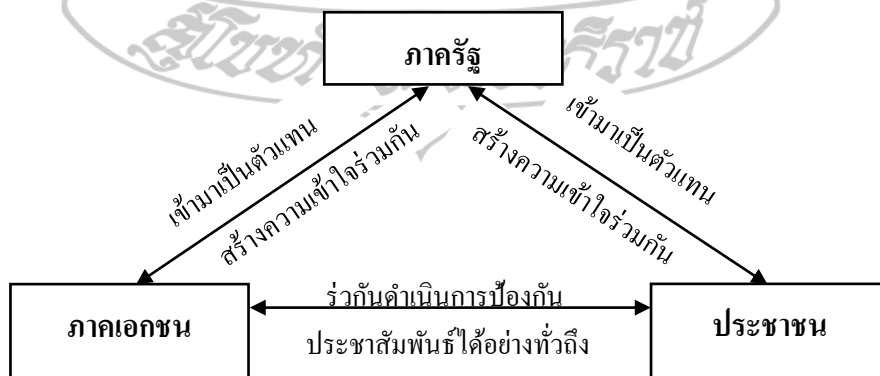 ภาครัฐ
เข้ามาเป็นตัวแทน
สร้างความเข้าใจร่วมกัน
เข้ามาเป็นตัวแทน
สร้างความเข้าใจร่วมกัน
ภาคเอกชน
ร่วกันดำเนินการป้องกัน
ประชาสัมพันธ์ได้อย่างทั่วถึง
ประชาชน